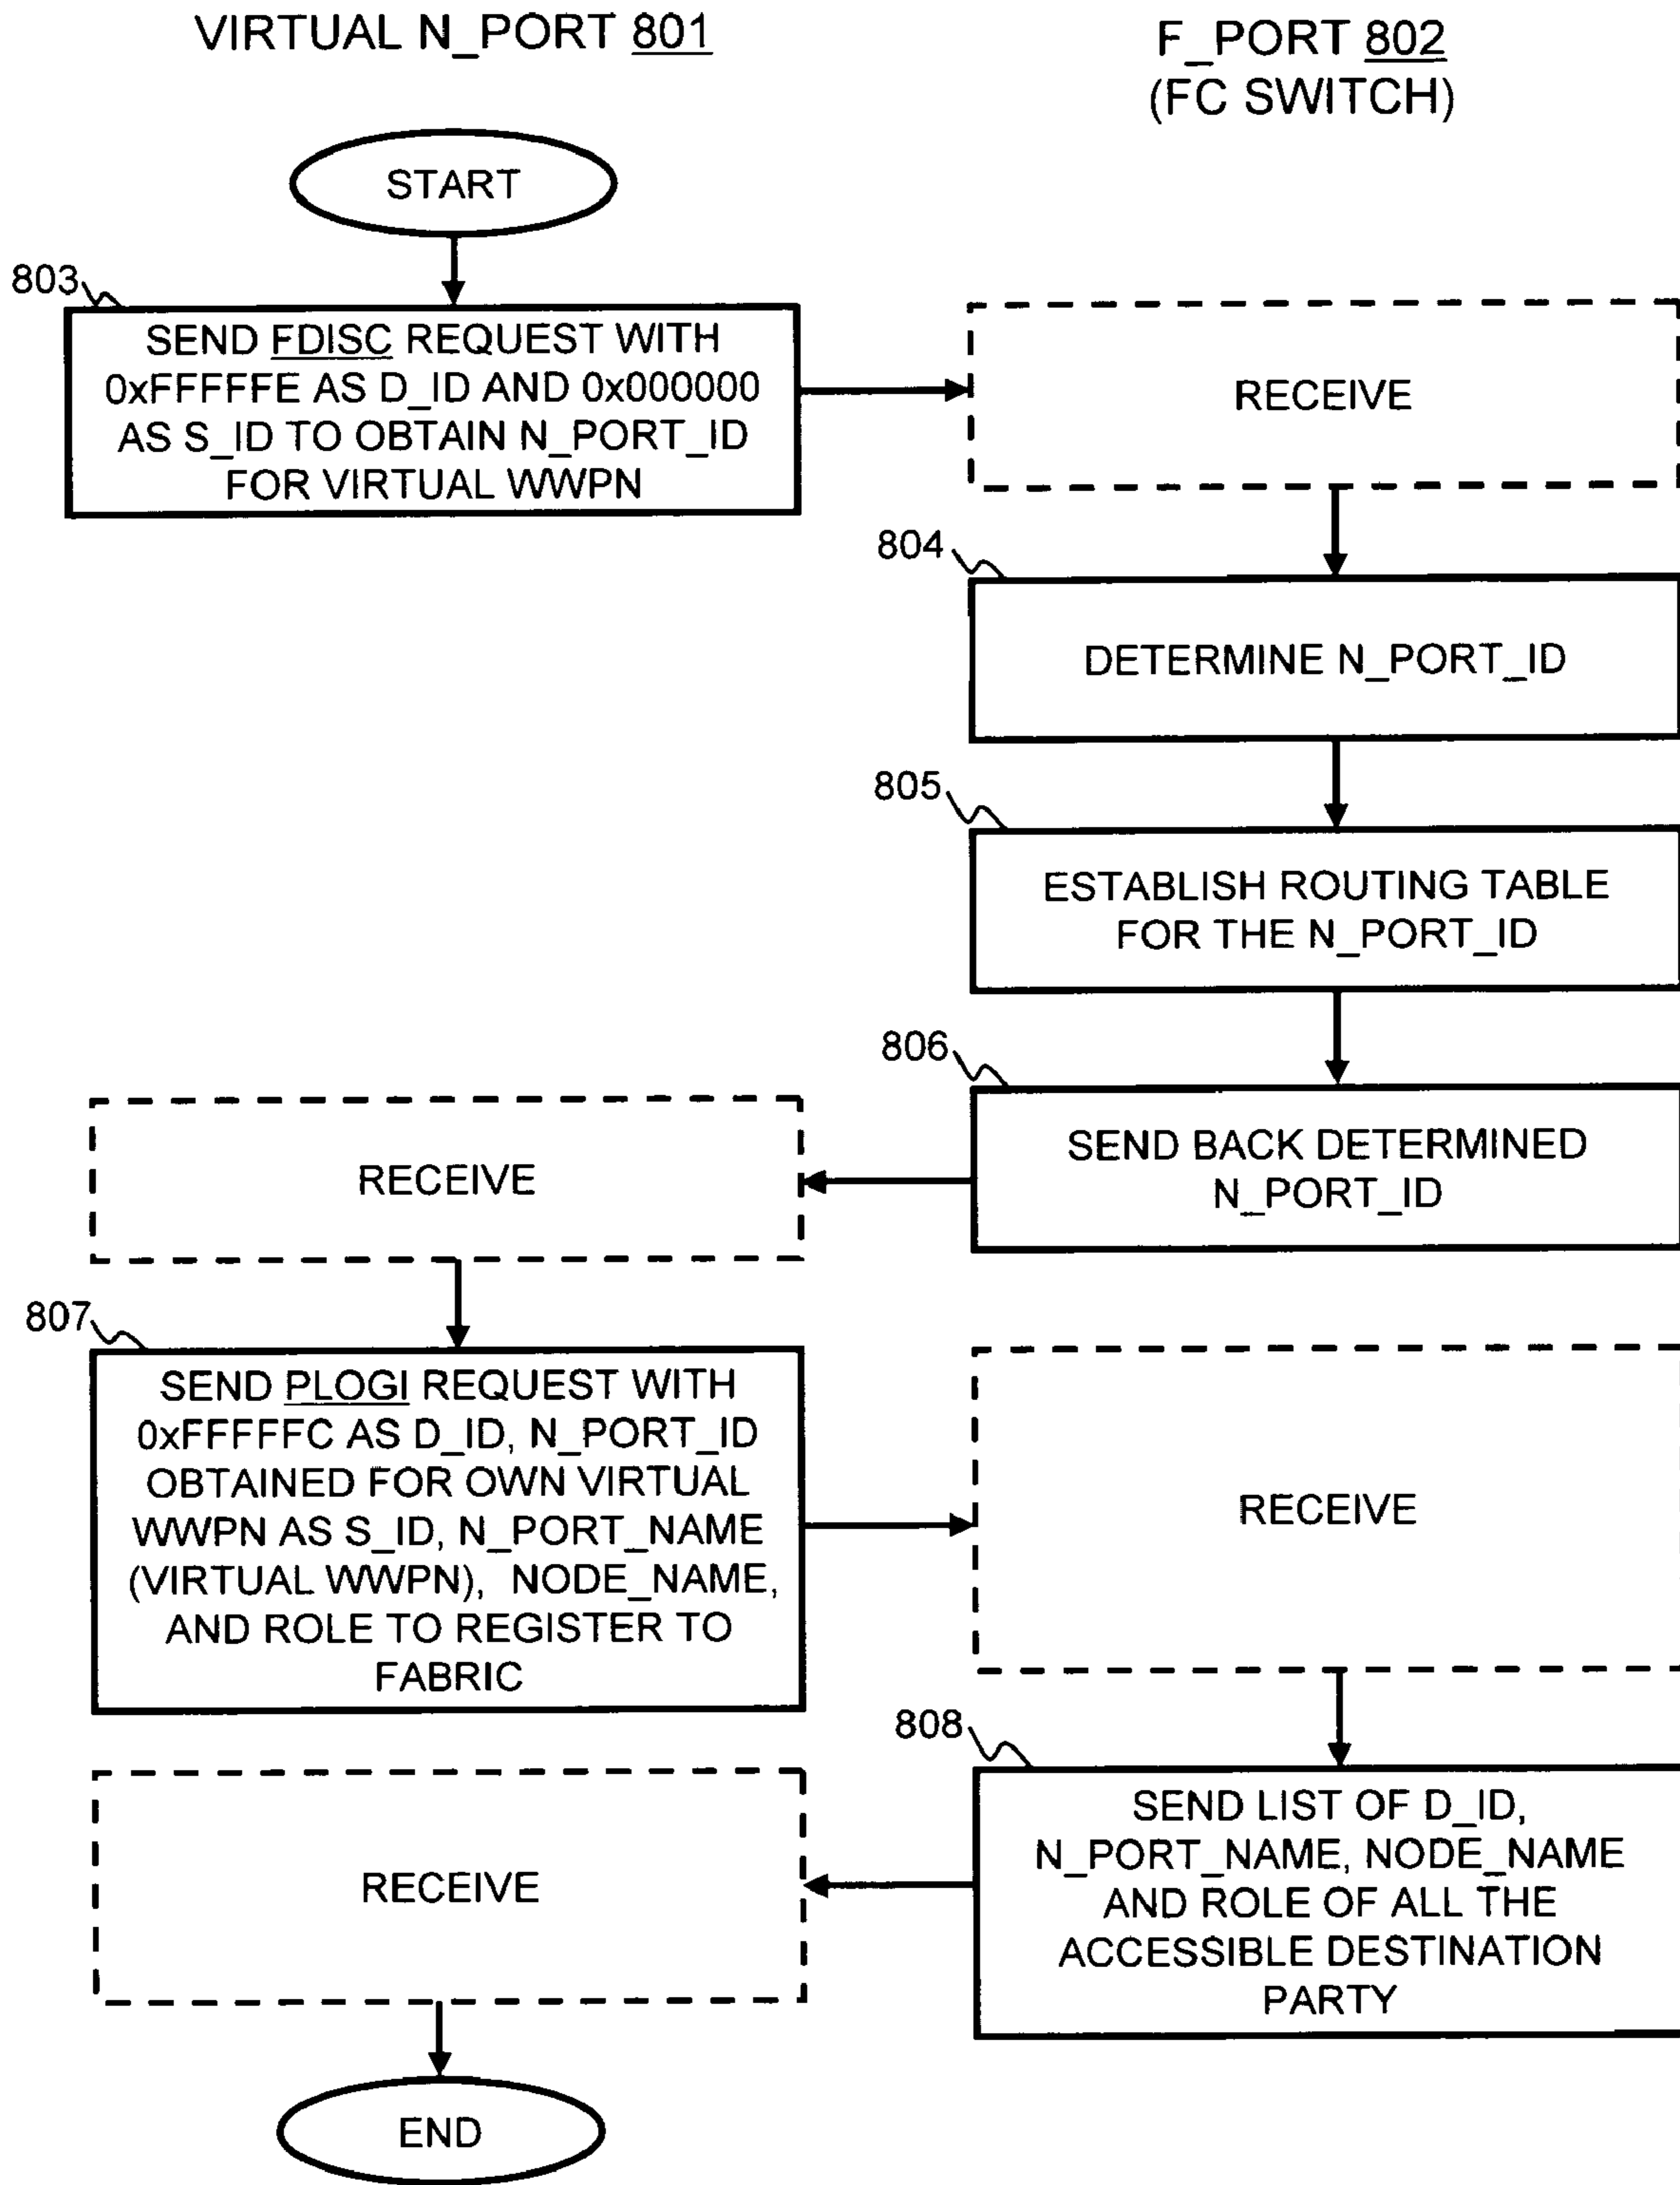 VIRTUAL N_PORT 801
F_PORT 802
(FC SWITCH)
START
803
SEND FDISC REQUEST WITH
0xFFFFFE AS D_ID AND 0x000000
AS S_ID TO OBTAIN N_PORT_ID
FOR VIRTUAL WWPN
RECEIVE
804
DETERMINE N_PORT_ID
805
ESTABLISH ROUTING TABLE
FOR THE N_PORT_ID
806
SEND BACK DETERMINED
N_PORT_ID
RECEIVE
807
SEND PLOGI REQUEST WITH
0xFFFFFC AS D_ID, N_PORT_ID
OBTAINED FOR OWN VIRTUAL
WWPN AS S_ID, N_PORT_NAME
(VIRTUAL WWPN), NODE_NAME,
AND ROLE TO REGISTER TO
FABRIC
RECEIVE
808
SEND LIST OF D_ID,
N_PORT_NAME, NODE_NAME
AND ROLE OF ALL THE
ACCESSIBLE DESTINATION
PARTY
RECEIVE
END